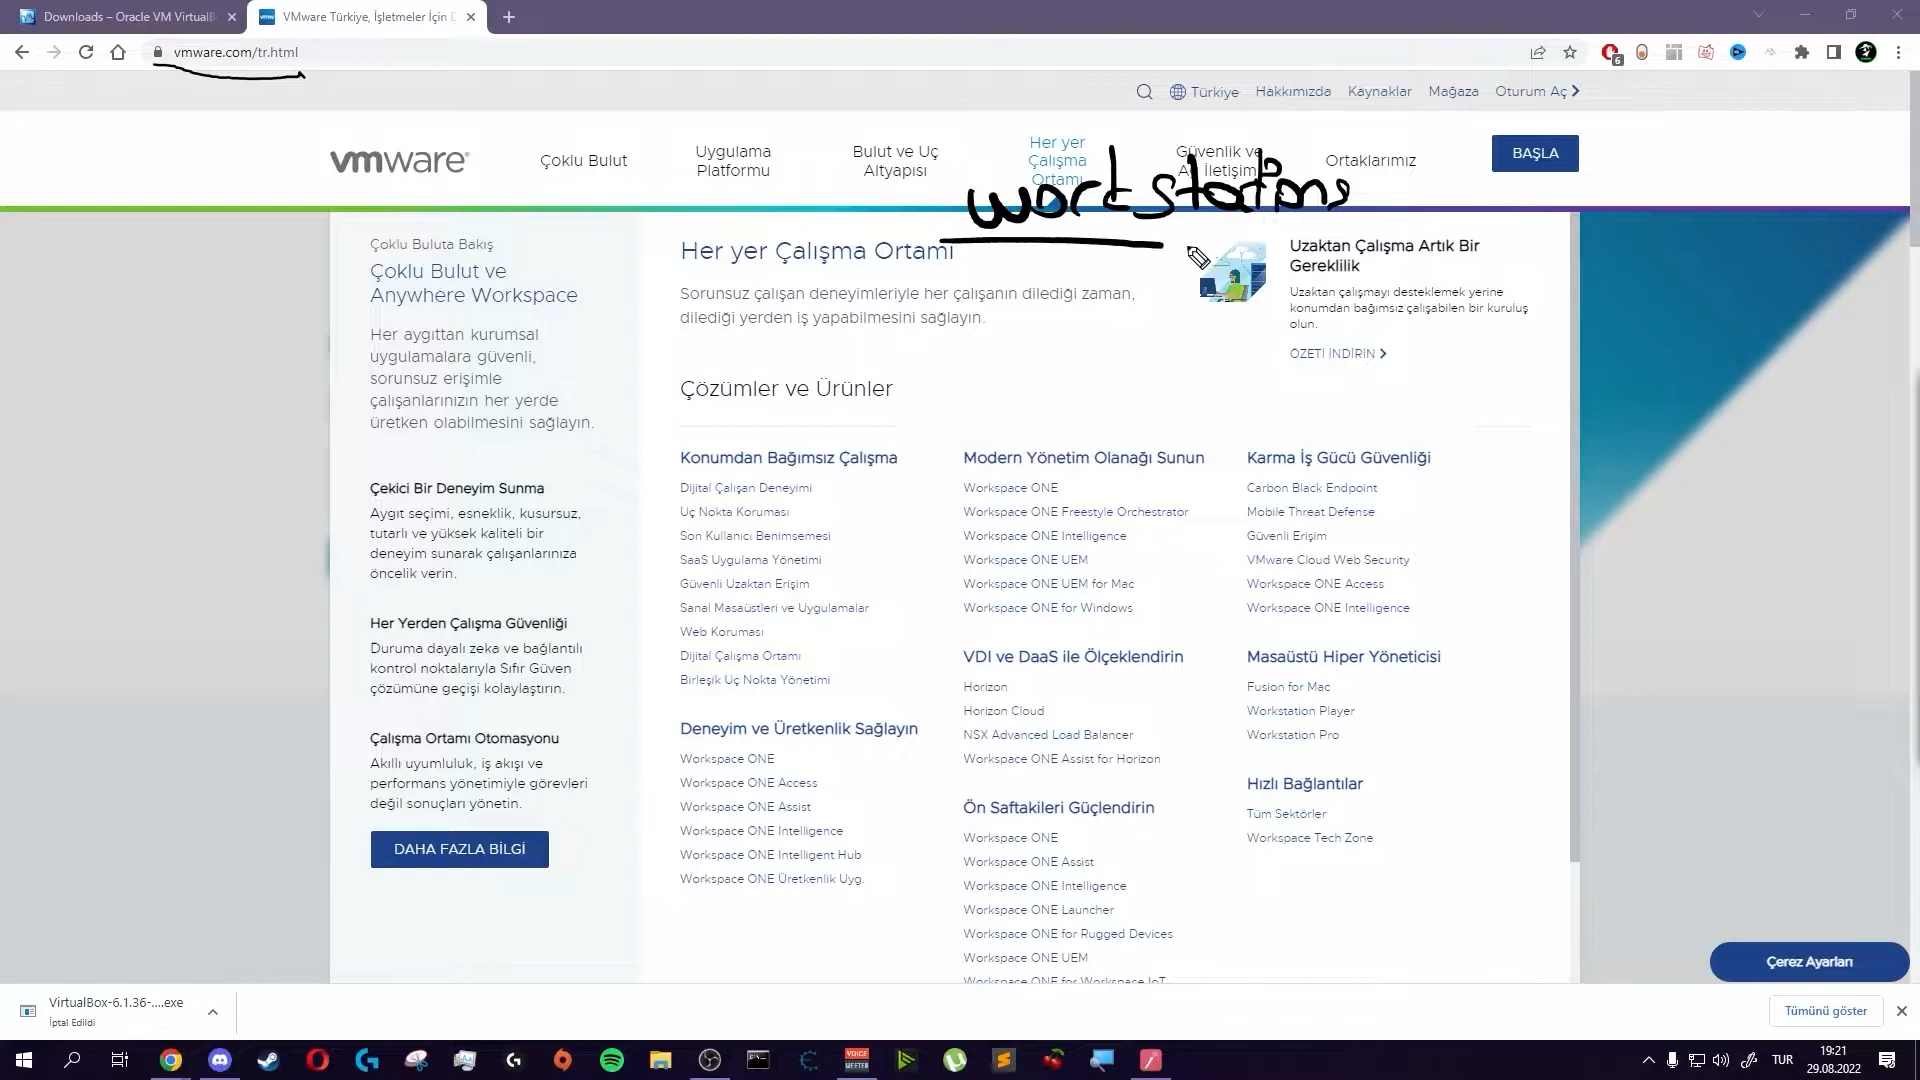 Downloads – Oracle VM VirtualB
VMware Türkiye, İşletmeler İçin D
vmware.com/tr.html
6
Türkiye
Hakkımızda
Kaynaklar
Mağaza
Oturum Aç
vmware
Çoklu Bulut
Uygulama
Platformu
Bulut ve Uç
Altyapısı
Her yer
Çalışma
Ortamı
Güvenlik ve
Ağ İletişimi
Ortaklarımız
BAŞLA
Çoklu Buluta Bakış
Çoklu Bulut ve
Anywhere Workspace
Her aygıttan kurumsal
uygulamalara güvenli,
sorunsuz erişimle
çalışanlarınızın her yerde
üretken olabilmesini sağlayın.
Çekici Bir Deneyim Sunma
Aygıt seçimi, esneklik, kusursuz,
tutarlı ve yüksek kaliteli bir
deneyim sunarak çalışanlarınıza
öncelik verin.
Her Yerden Çalışma Güvenliği
Duruma dayalı zeka ve bağlantılı
kontrol noktalarıyla Sıfır Güven
çözümüne geçişi kolaylaştırın.
Çalışma Ortamı Otomasyonu
Akıllı uyumluluk, iş akışı ve
performans yönetimiyle görevleri
değil sonuçları yönetin.
DAHA FAZLA BİLGİ
Her yer Çalışma Ortamı
Sorunsuz çalışan deneyimleriyle her çalışanın dilediği zaman,
dilediği yerden iş yapabilmesini sağlayın.
Uzaktan Çalışma Artık Bir
Gereklilik
Uzaktan çalışmayı desteklemek yerine
konumdan bağımsız çalışabilen bir kuruluş
olun.
ÖZETİ İNDİRİN
Çözümler ve Ürünler
Konumdan Bağımsız Çalışma
Dijital Çalışan Deneyimi
Uç Nokta Koruması
Son Kullanıcı Benimsemesi
SaaS Uygulama Yönetimi
Güvenli Uzaktan Erişim
Sanal Masaüstleri ve Uygulamalar
Web Koruması
Dijital Çalışma Ortamı
Birleşik Uç Nokta Yönetimi
Deneyim ve Üretkenlik Sağlayın
Workspace ONE
Workspace ONE Access
Workspace ONE Assist
Workspace ONE Intelligence
Workspace ONE Intelligent Hub
Workspace ONE Üretkenlik Uyg.
Modern Yönetim Olanağı Sunun
Workspace ONE
Workspace ONE Freestyle Orchestrator
Workspace ONE Intelligence
Workspace ONE UEM
Workspace ONE UEM for Mac
Workspace ONE for Windows
VDI ve DaaS ile Ölçeklendirin
Horizon
Horizon Cloud
NSX Advanced Load Balancer
Workspace ONE Assist for Horizon
Ön Saftakileri Güçlendirin
Workspace ONE
Workspace ONE Assist
Workspace ONE Intelligence
Workspace ONE Launcher
Workspace ONE for Rugged Devices
Workspace ONE UEM
Workspace ONE for Workspace IoT
Karma İş Gücü Güvenliği
Carbon Black Endpoint
Mobile Threat Defense
Güvenli Erişim
VMware Cloud Web Security
Workspace ONE Access
Workspace ONE Intelligence
Masaüstü Hiper Yöneticisi
Fusion for Mac
Workstation Player
Workstation Pro
Hızlı Bağlantılar
Tüm Sektörler
Workspace Tech Zone
Çerez Ayarları
VirtualBox-6.1.36-....exe
İptal Edildi
Tümünü göster
VOICE
MEETER
TUR
19:21
29.08.2022